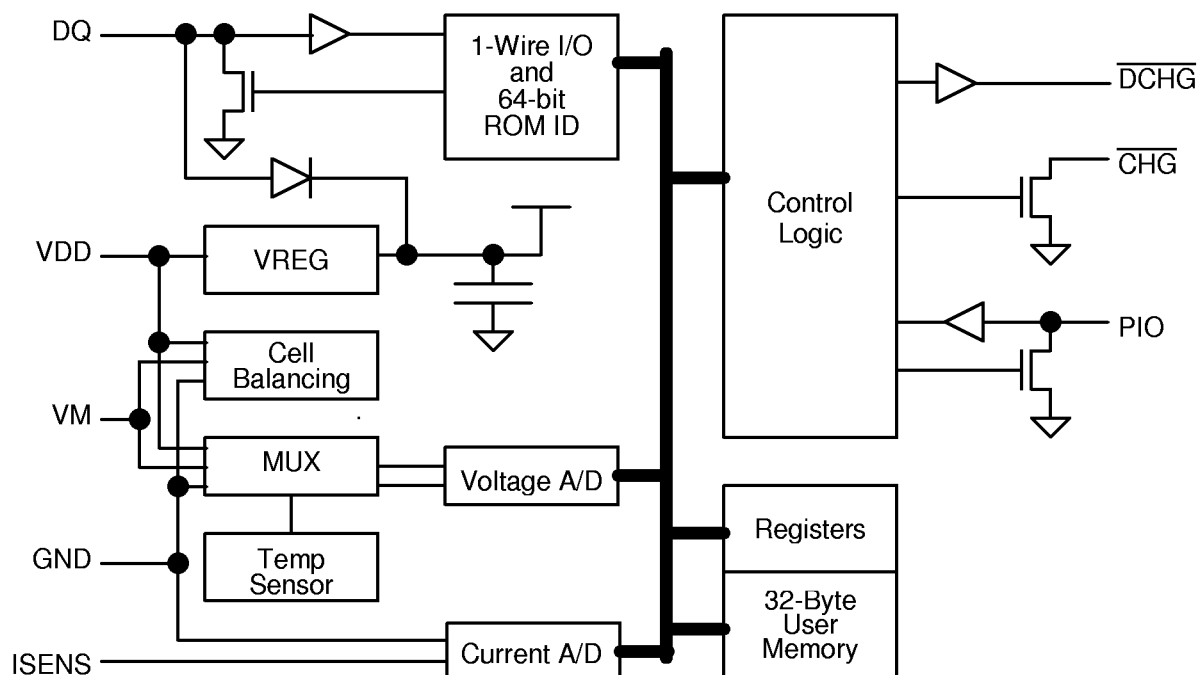 DQ
1-Wire I/O
and
64-bit
ROM ID
DCHG
CHG
Control
Logic
VDD
VREG
PIO
Cell
Balancing
VM
MUX
Voltage A/D
Registers
GND
Temp
Sensor
32-Byte
User
Memory
ISENS
Current A/D